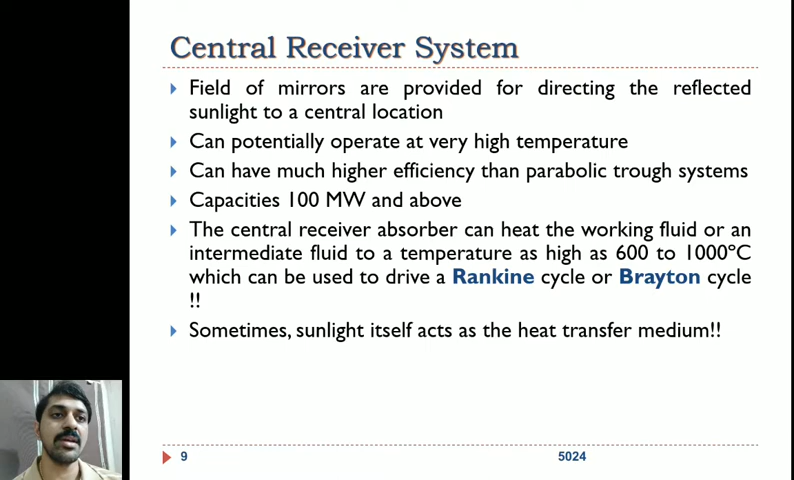 Central Receiver System
Field of mirrors are provided for directing the reflected
sunlight to a central location
Can potentially operate at very high temperature
Can have much higher efficiency than parabolic trough systems
Capacities 100 MW and above
The central receiver absorber can heat the working fluid or an
intermediate fluid to a temperature as high as 600 to 1000°C
which can be used to drive a Rankine cycle or Brayton cycle
!!
Sometimes, sunlight itself acts as the heat transfer medium!!
9 5024